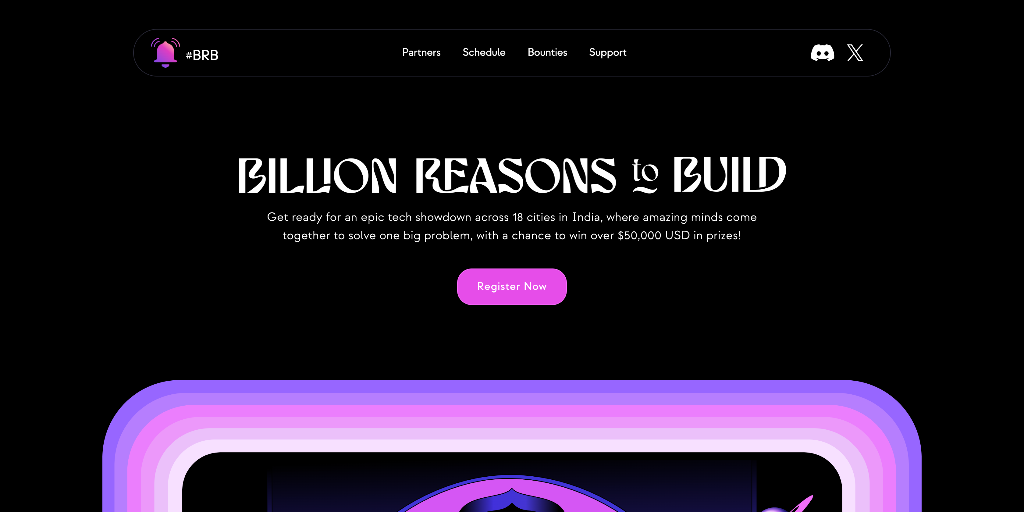 #BRB
Partners
Schedule
Bounties
Support
BILLION REASONS to BUILD
Get ready for an epic tech showdown across 18 cities in India, where amazing minds come
together to solve one big problem, with a chance to win over $50,000 USD in prizes!
Register Now